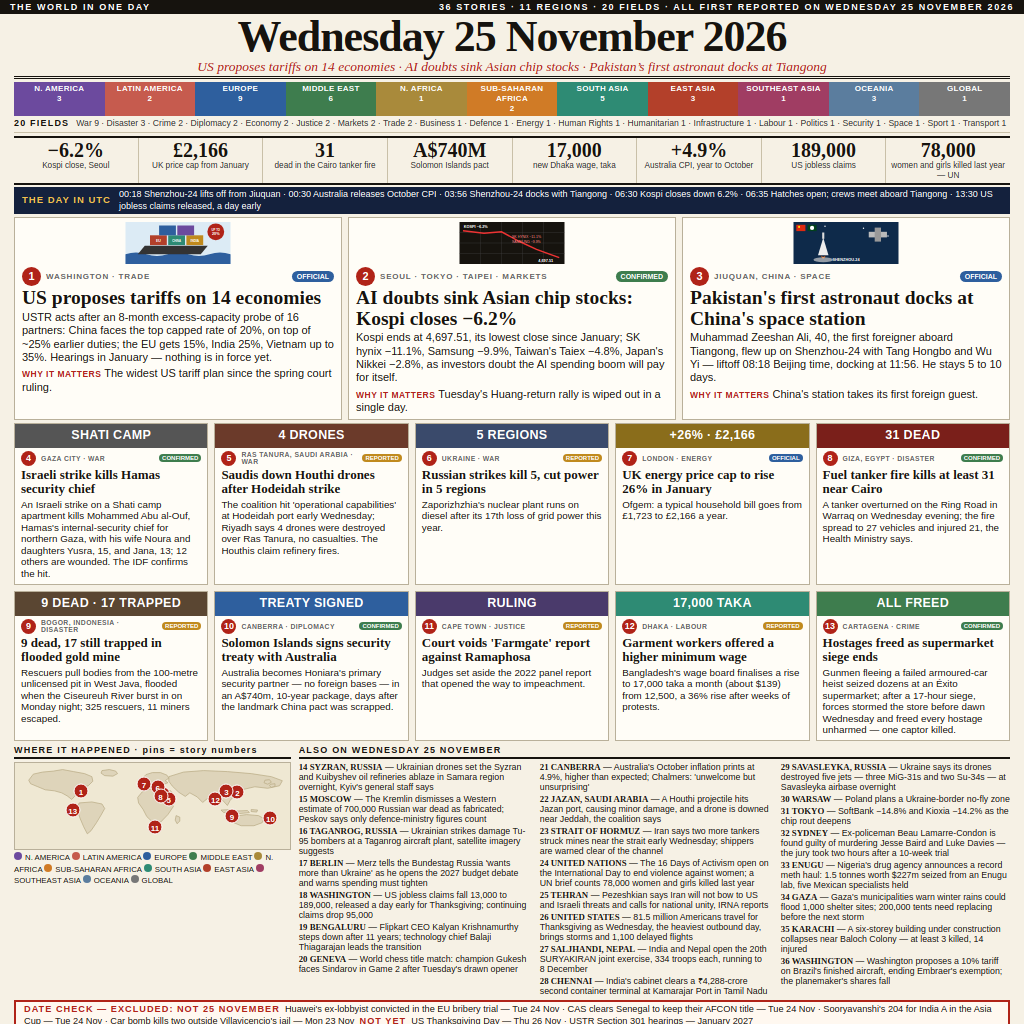 THE WORLD IN ONE DAY
36 STORIES · 11 REGIONS · 20 FIELDS · ALL FIRST REPORTED ON WEDNESDAY 25 NOVEMBER 2026
Wednesday 25 November 2026
US proposes tariffs on 14 economies · AI doubts sink Asian chip stocks · Pakistan's first astronaut docks at Tiangong
N. AMERICA
3
LATIN AMERICA
2
EUROPE
9
MIDDLE EAST
6
N. AFRICA
1
SUB-SAHARAN
AFRICA
2
SOUTH ASIA
5
EAST ASIA
3
SOUTHEAST ASIA
1
OCEANIA
3
GLOBAL
1
20 FIELDS War 9 · Disaster 3 · Crime 2 · Diplomacy 2 · Economy 2 · Justice 2 · Markets 2 · Trade 2 · Business 1 · Defence 1 · Energy 1 · Human Rights 1 · Humanitarian 1 · Infrastructure 1 · Labour 1 · Politics 1 · Security 1 · Space 1 · Sport 1 · Transport 1
−6.2%
Kospi close, Seoul
£2,166
UK price cap from January
31
dead in the Cairo tanker fire
A$740M
Solomon Islands pact
17,000
new Dhaka wage, taka
+4.9%
Australia CPI, year to October
189,000
US jobless claims
78,000
women and girls killed last year
— UN
THE DAY IN UTC
00:18 Shenzhou-24 lifts off from Jiuquan · 00:30 Australia releases October CPI · 03:56 Shenzhou-24 docks with Tiangong · 06:30 Kospi closes down 6.2% · 06:35 Hatches open; crews meet aboard Tiangong · 13:30 US
jobless claims released, a day early
EU
CHINA
INDIA
UP TO
25%
1 WASHINGTON · TRADE OFFICIAL
US proposes tariffs on 14 economies
USTR acts after an 8-month excess-capacity probe of 16
partners: China faces the top capped rate of 20%, on top of
~25% earlier duties; the EU gets 15%, India 25%, Vietnam up to
35%. Hearings in January — nothing is in force yet.
WHY IT MATTERS The widest US tariff plan since the spring court
ruling.
KOSPI −6.2%
SK HYNIX −11.1%
SAMSUNG −9.9%
4,697.51
2 SEOUL · TOKYO · TAIPEI · MARKETS CONFIRMED
AI doubts sink Asian chip stocks:
Kospi closes −6.2%
Kospi ends at 4,697.51, its lowest close since January; SK
hynix −11.1%, Samsung −9.9%, Taiwan's Taiex −4.8%, Japan's
Nikkei −2.8%, as investors doubt the AI spending boom will pay
for itself.
WHY IT MATTERS Tuesday's Huang-return rally is wiped out in a
single day.
SHENZHOU-24
3 JIUQUAN, CHINA · SPACE OFFICIAL
Pakistan's first astronaut docks at
China's space station
Muhammad Zeeshan Ali, 40, the first foreigner aboard
Tiangong, flew up on Shenzhou-24 with Tang Hongbo and Wu
Yi — liftoff 08:18 Beijing time, docking at 11:56. He stays 5 to 10
days.
WHY IT MATTERS China's station takes its first foreign guest.
SHATI CAMP
4 GAZA CITY · WAR CONFIRMED
Israeli strike kills Hamas
security chief
An Israeli strike on a Shati camp
apartment kills Mohammed Abu al-Ouf,
Hamas's internal-security chief for
northern Gaza, with his wife Noura and
daughters Yusra, 15, and Jana, 13; 12
others are wounded. The IDF confirms
the hit.
4 DRONES
5 RAS TANURA, SAUDI ARABIA ·
WAR REPORTED
Saudis down Houthi drones
after Hodeidah strike
The coalition hit 'operational capabilities'
at Hodeidah port early Wednesday;
Riyadh says 4 drones were destroyed
over Ras Tanura, no casualties. The
Houthis claim refinery fires.
5 REGIONS
6 UKRAINE · WAR REPORTED
Russian strikes kill 5, cut power
in 5 regions
Zaporizhzhia's nuclear plant runs on
diesel after its 17th loss of grid power this
year.
+26% · £2,166
7 LONDON · ENERGY OFFICIAL
UK energy price cap to rise
26% in January
Ofgem: a typical household bill goes from
£1,723 to £2,166 a year.
31 DEAD
8 GIZA, EGYPT · DISASTER CONFIRMED
Fuel tanker fire kills at least 31
near Cairo
A tanker overturned on the Ring Road in
Warraq on Wednesday evening; the fire
spread to 27 vehicles and injured 21, the
Health Ministry says.
9 DEAD · 17 TRAPPED
9 BOGOR, INDONESIA ·
DISASTER REPORTED
9 dead, 17 still trapped in
flooded gold mine
Rescuers pull bodies from the 100-metre
unlicensed pit in West Java, flooded
when the Ciseureuh River burst in on
Monday night; 325 rescuers, 11 miners
escaped.
TREATY SIGNED
10 CANBERRA · DIPLOMACY CONFIRMED
Solomon Islands signs security
treaty with Australia
Australia becomes Honiara's primary
security partner — no foreign bases — in
an A$740m, 10-year package, days after
the landmark China pact was scrapped.
RULING
11 CAPE TOWN · JUSTICE REPORTED
Court voids 'Farmgate' report
against Ramaphosa
Judges set aside the 2022 panel report
that opened the way to impeachment.
17,000 TAKA
12 DHAKA · LABOUR REPORTED
Garment workers offered a
higher minimum wage
Bangladesh's wage board finalises a rise
to 17,000 taka a month (about $139)
from 12,500, a 36% rise after weeks of
protests.
ALL FREED
13 CARTAGENA · CRIME CONFIRMED
Hostages freed as supermarket
siege ends
Gunmen fleeing a failed armoured-car
heist seized dozens at an Éxito
supermarket; after a 17-hour siege,
forces stormed the store before dawn
Wednesday and freed every hostage
unharmed — one captor killed.
WHERE IT HAPPENED · pins = story numbers
1
13
7
6
8
5
11
12
3
2
9
10
N. AMERICA LATIN AMERICA EUROPE MIDDLE EAST N.
AFRICA SUB-SAHARAN AFRICA SOUTH ASIA EAST ASIA
SOUTHEAST ASIA OCEANIA GLOBAL
ALSO ON WEDNESDAY 25 NOVEMBER
14 SYZRAN, RUSSIA — Ukrainian drones set the Syzran
and Kuibyshev oil refineries ablaze in Samara region
overnight, Kyiv's general staff says
15 MOSCOW — The Kremlin dismisses a Western
estimate of 700,000 Russian war dead as fabricated;
Peskov says only defence-ministry figures count
16 TAGANROG, RUSSIA — Ukrainian strikes damage Tu-
95 bombers at a Taganrog aircraft plant, satellite imagery
suggests
17 BERLIN — Merz tells the Bundestag Russia 'wants
more than Ukraine' as he opens the 2027 budget debate
and warns spending must tighten
18 WASHINGTON — US jobless claims fall 13,000 to
189,000, released a day early for Thanksgiving; continuing
claims drop 95,000
19 BENGALURU — Flipkart CEO Kalyan Krishnamurthy
steps down after 11 years; technology chief Balaji
Thiagarajan leads the transition
20 GENEVA — World chess title match: champion Gukesh
faces Sindarov in Game 2 after Tuesday's drawn opener
21 CANBERRA — Australia's October inflation prints at
4.9%, higher than expected; Chalmers: 'unwelcome but
unsurprising'
22 JAZAN, SAUDI ARABIA — A Houthi projectile hits
Jazan port, causing minor damage, and a drone is downed
near Jeddah, the coalition says
23 STRAIT OF HORMUZ — Iran says two more tankers
struck mines near the strait early Wednesday; shippers
are warned clear of the channel
24 UNITED NATIONS — The 16 Days of Activism open on
the International Day to end violence against women; a
UN brief counts 78,000 women and girls killed last year
25 TEHRAN — Pezeshkian says Iran will not bow to US
and Israeli threats and calls for national unity, IRNA reports
26 UNITED STATES — 81.5 million Americans travel for
Thanksgiving as Wednesday, the heaviest outbound day,
brings storms and 1,100 delayed flights
27 SALJHANDI, NEPAL — India and Nepal open the 20th
SURYAKIRAN joint exercise, 334 troops each, running to
8 December
28 CHENNAI — India's cabinet clears a ₹4,288-crore
second container terminal at Kamarajar Port in Tamil Nadu
29 SAVASLEYKA, RUSSIA — Ukraine says its drones
destroyed five jets — three MiG-31s and two Su-34s — at
Savasleyka airbase overnight
30 WARSAW — Poland plans a Ukraine-border no-fly zone
31 TOKYO — SoftBank −14.8% and Kioxia −14.2% as the
chip rout deepens
32 SYDNEY — Ex-policeman Beau Lamarre-Condon is
found guilty of murdering Jesse Baird and Luke Davies —
the jury took two hours after a 10-week trial
33 ENUGU — Nigeria's drug agency announces a record
meth haul: 1.5 tonnes worth $227m seized from an Enugu
lab, five Mexican specialists held
34 GAZA — Gaza's municipalities warn winter rains could
flood 1,000 shelter sites; 200,000 tents need replacing
before the next storm
35 KARACHI — A six-storey building under construction
collapses near Baloch Colony — at least 3 killed, 14
injured
36 WASHINGTON — Washington proposes a 10% tariff
on Brazil's finished aircraft, ending Embraer's exemption;
the planemaker's shares fall
DATE CHECK — EXCLUDED: NOT 25 NOVEMBER Huawei's ex-lobbyist convicted in the EU bribery trial — Tue 24 Nov · CAS clears Senegal to keep their AFCON title — Tue 24 Nov · Sooryavanshi's 204 for India A in the Asia
Cup — Tue 24 Nov · Car bomb kills two outside Villavicencio's jail — Mon 23 Nov NOT YET US Thanksgiving Day — Thu 26 Nov · USTR Section 301 hearings — January 2027